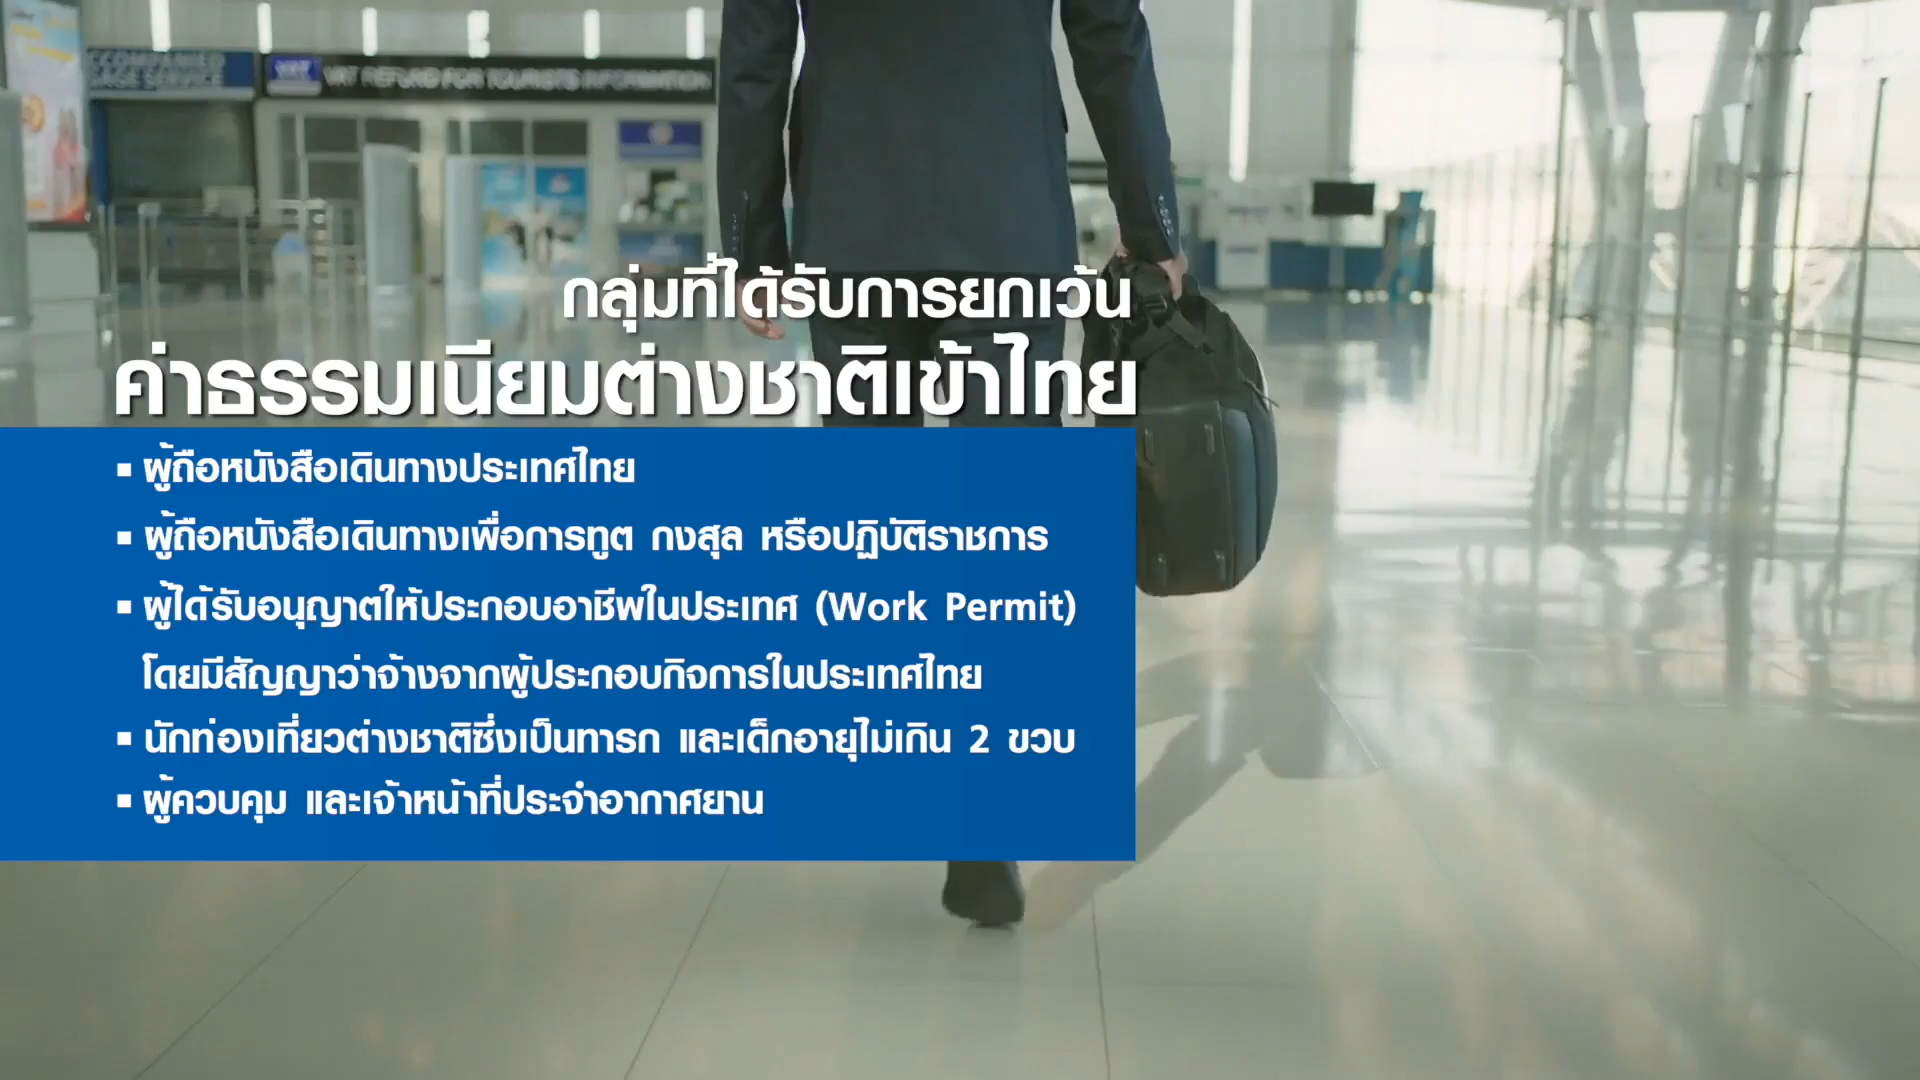 ACCOMPANIED
BAGGAGE SERVICE
VAT
VAT REFUND FOR TOURISTS INFORMATION
กลุ่มที่ได้รับการยกเว้น
ค่าธรรมเนียมต่างชาติเข้าไทย
▪ ผู้ถือหนังสือเดินทางประเทศไทย
▪ ผู้ถือหนังสือเดินทางเพื่อการทูต กงสุล หรือปฏิบัติราชการ
▪ ผู้ได้รับอนุญาตให้ประกอบอาชีพในประเทศ (Work Permit)
โดยมีสัญญาว่าจ้างจากผู้ประกอบกิจการในประเทศไทย
▪ นักท่องเที่ยวต่างชาติซึ่งเป็นทารก และเด็กอายุไม่เกิน 2 ขวบ
▪ ผู้ควบคุม และเจ้าหน้าที่ประจำอากาศยาน